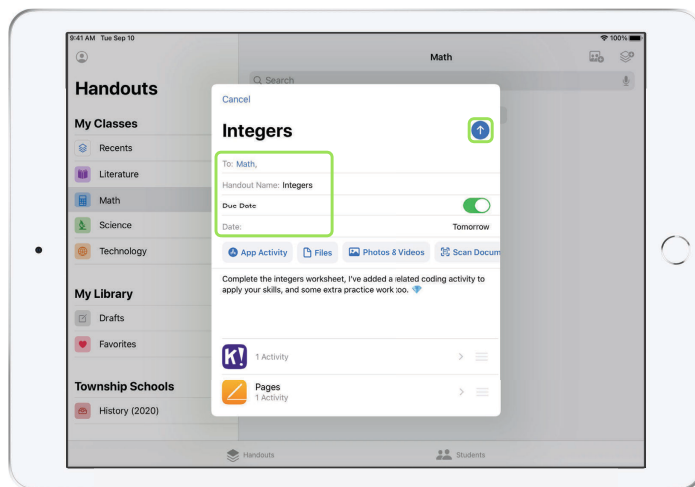 9:41 AM Tue Sep 10
100%
Handouts
My Classes
Recents
Literature
Math
Science
Technology
My Library
Drafts
Favorites
Township Schools
History (2020)
Math
Search
Cancel
Integers
To: Math,
Handout Name: Integers
Due Date
Date: Tomorrow
App Activity Files Photos & Videos Scan Docum
Complete the integers worksheet, I've added a related coding activity to
apply your skills, and some extra practice work too.
K!
1 Activity
Pages
1 Activity
Handouts Students